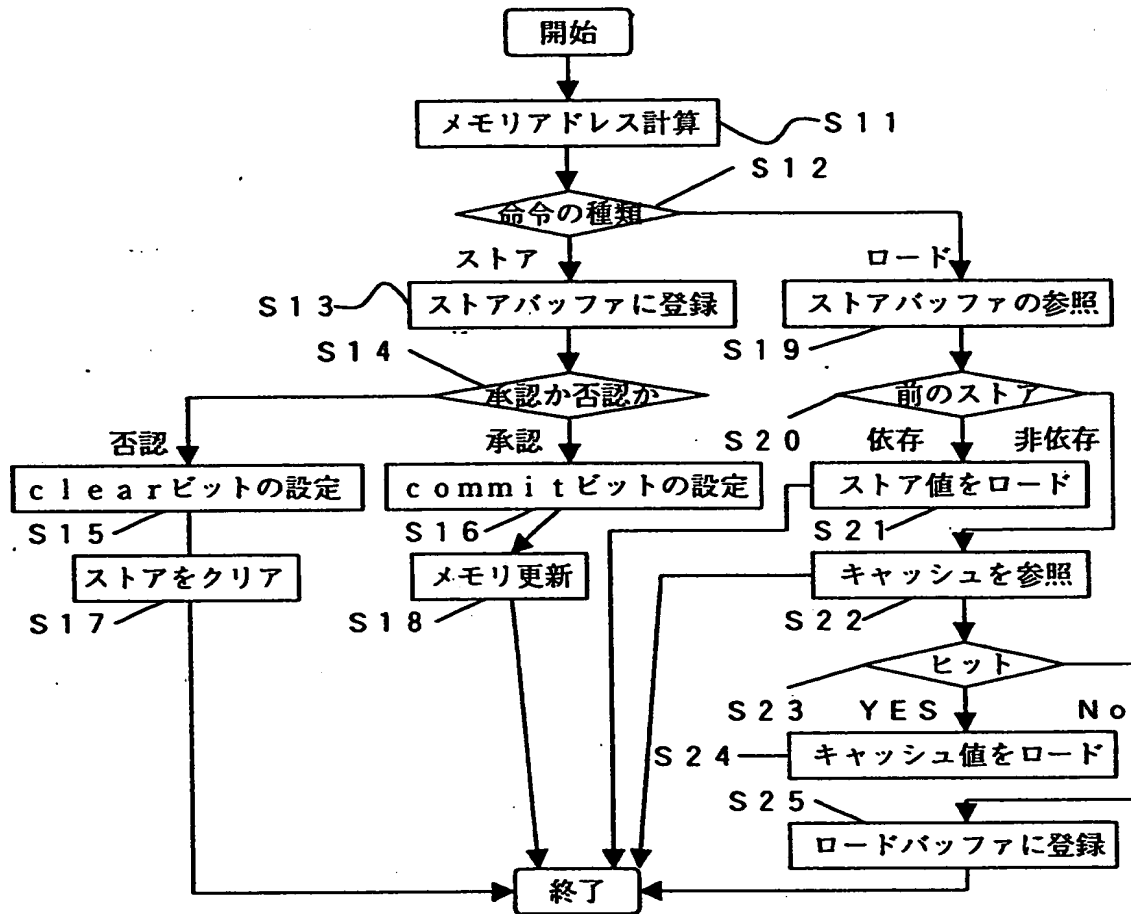 開始
メモリアドレス計算
S11
S12
命令の種類
ストア
ロード
S13
ストアバッファに登録
ストアバッファの参照
S14
S19
承認か否認か
前のストア
否認
承認
S20
依存
非依存
clearビットの設定
commitビットの設定
ストア値をロード
S15
S16
S21
ストアをクリア
メモリ更新
キャッシュを参照
S17
S18
S22
ヒット
S23
YES
No
S24
キャッシュ値をロード
S25
ロードバッファに登録
終了